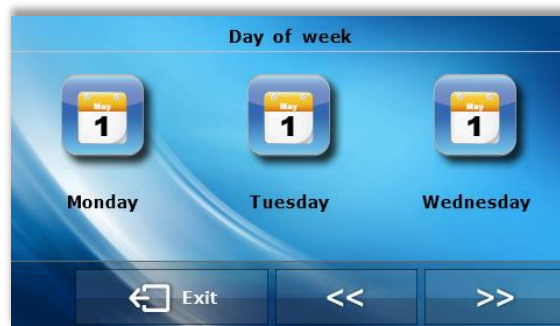 Day of week
May May May
1 1 1
Monday Tuesday Wednesday
Exit << >>